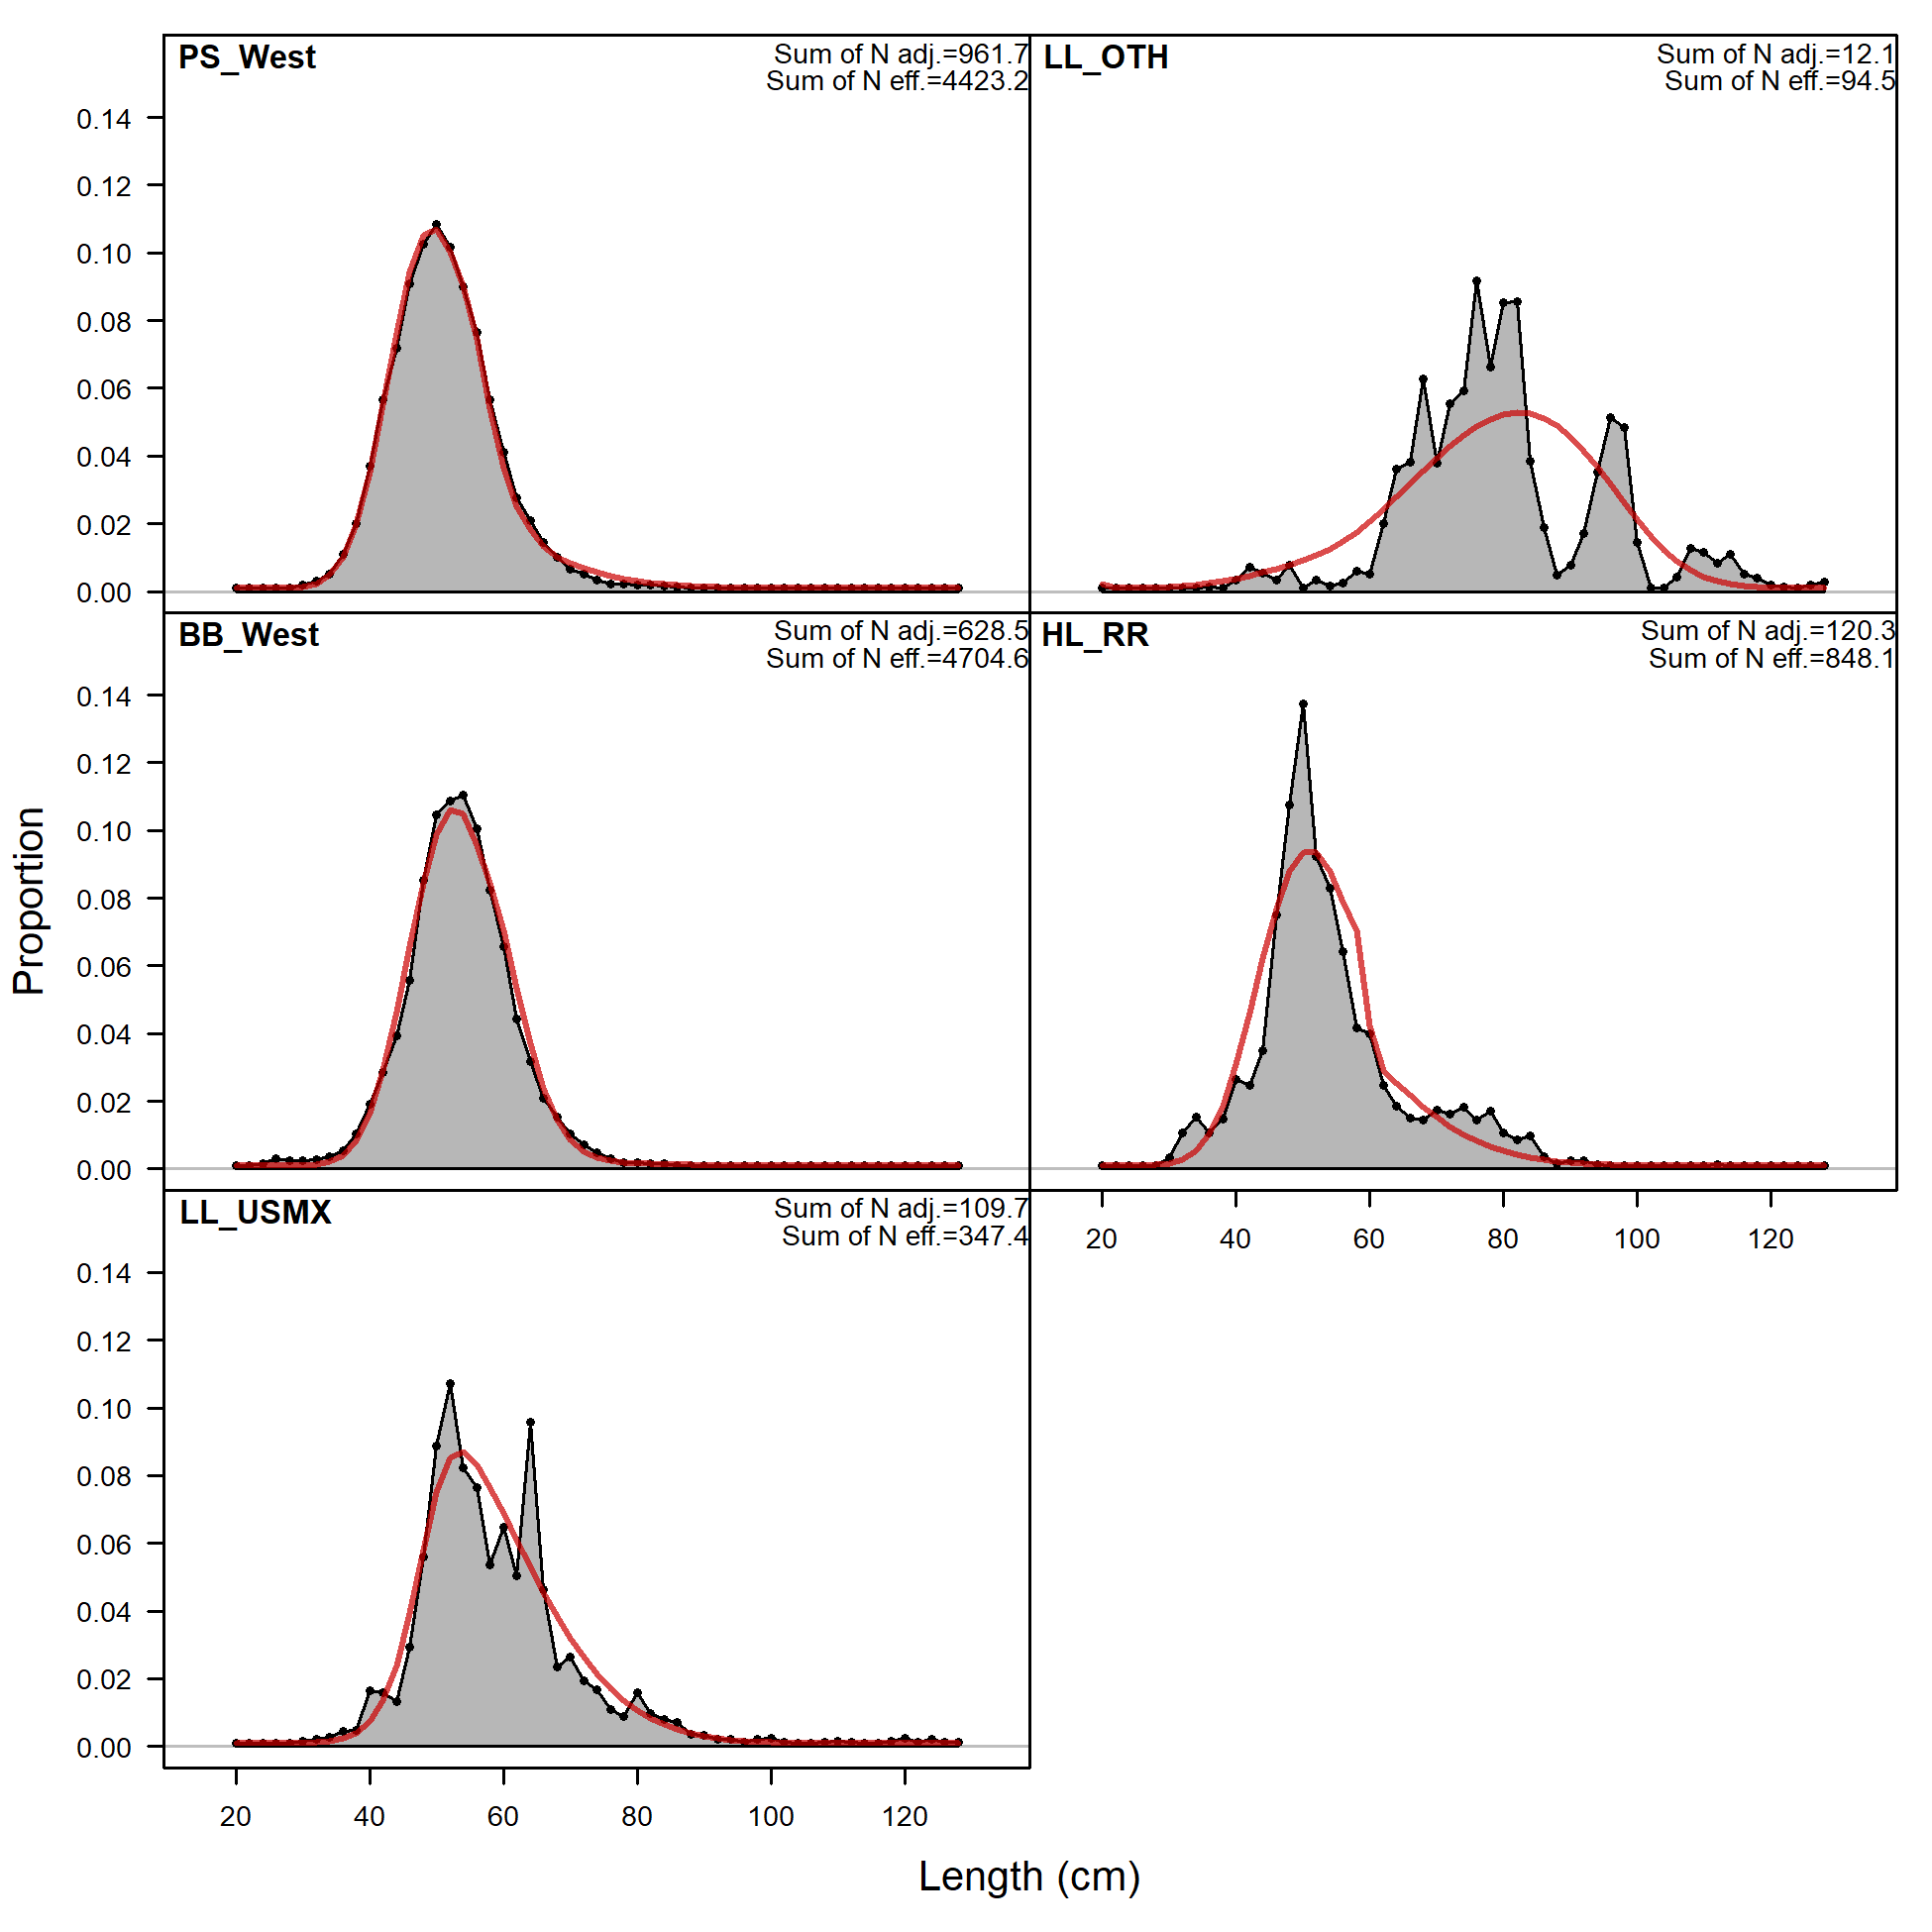 PS_West
Sum of N adj.=961.7
Sum of N eff.=4423.2
0.14
0.12
0.10
0.08
0.06
0.04
0.02
0.00
LL_OTH
Sum of N adj.=12.1
Sum of N eff.=94.5
BB_West
Sum of N adj.=628.5
Sum of N eff.=4704.6
0.14
0.12
0.10
0.08
0.06
0.04
0.02
0.00
HL_RR
Sum of N adj.=120.3
Sum of N eff.=848.1
20 40 60 80 100 120
LL_USMX
Sum of N adj.=109.7
Sum of N eff.=347.4
0.14
0.12
0.10
0.08
0.06
0.04
0.02
0.00
20 40 60 80 100 120
Proportion
Length (cm)